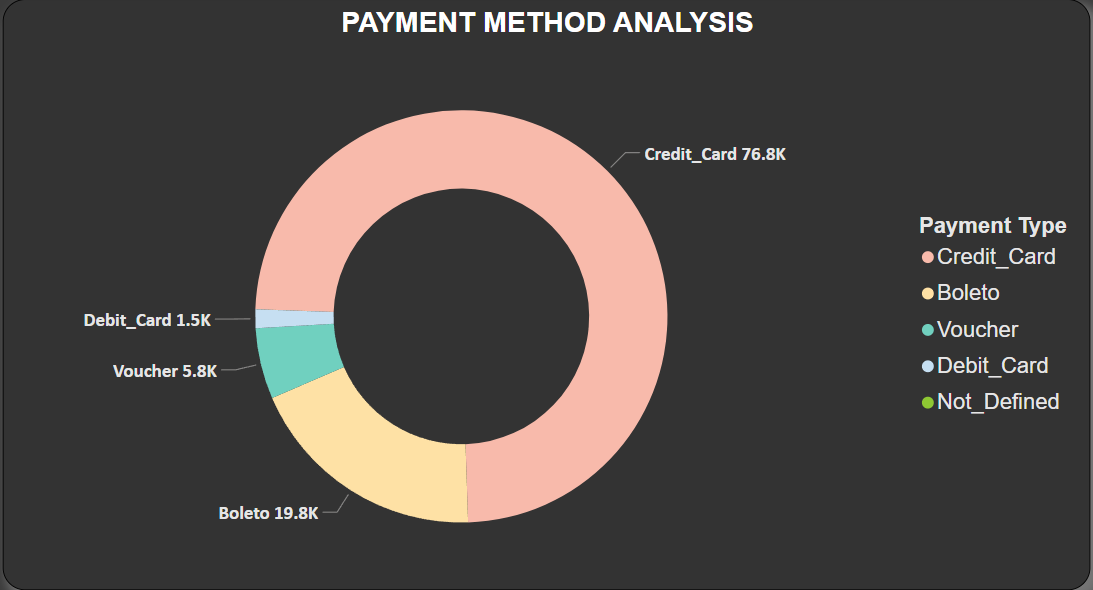 PAYMENT METHOD ANALYSIS
Credit_Card 76.8K
Debit_Card 1.5K
Voucher 5.8K
Boleto 19.8K
Payment Type
Credit_Card
Boleto
Voucher
Debit_Card
Not_Defined